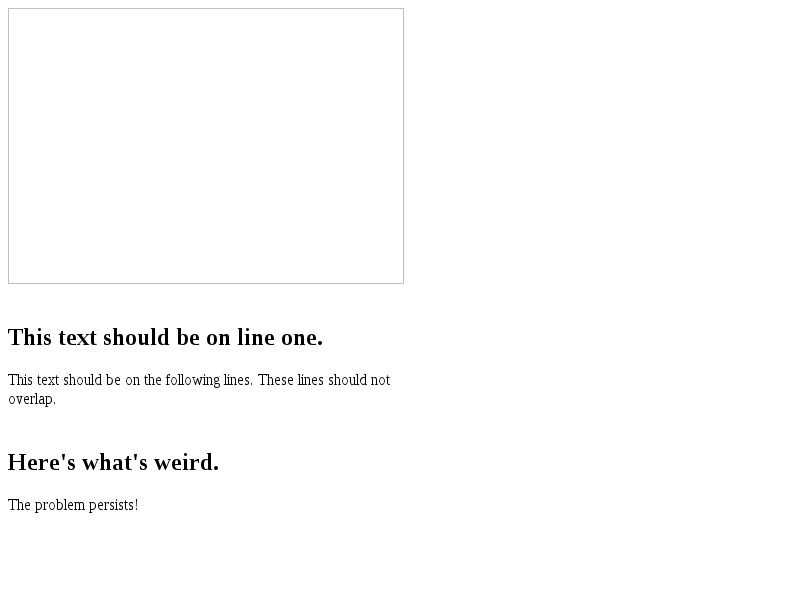 This text should be on line one.
This text should be on the following lines. These lines should not
overlap.
Here's what's weird.
The problem persists!